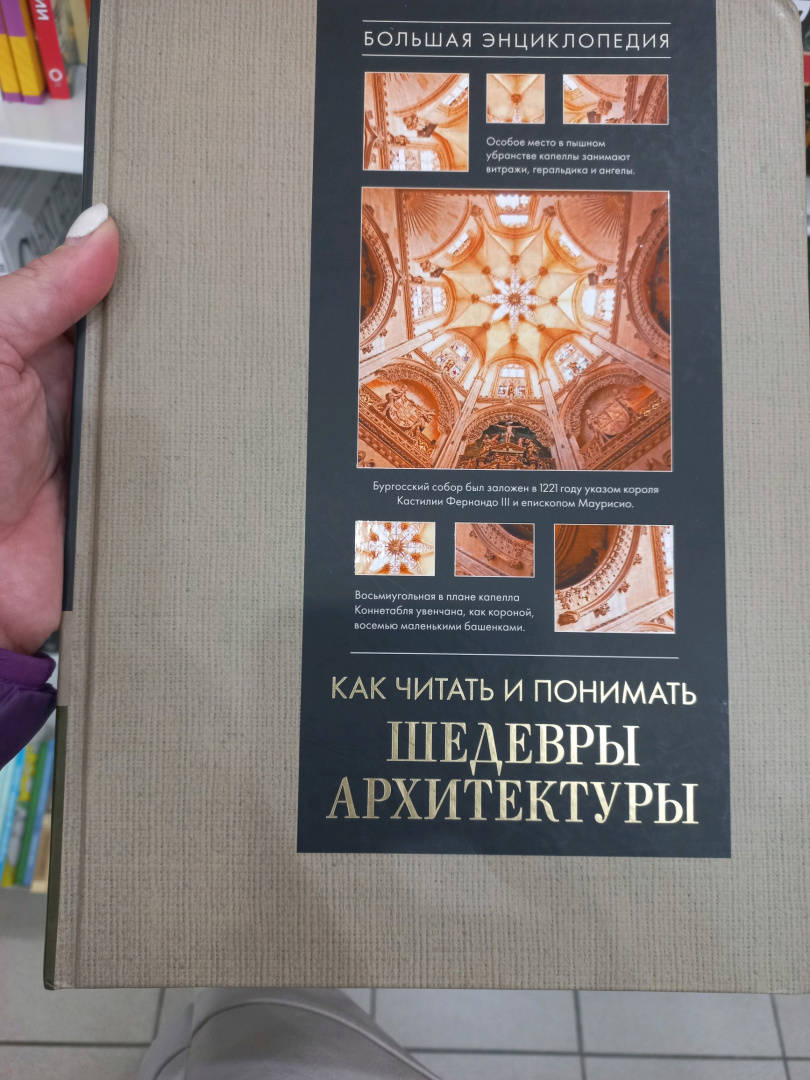 БОЛЬШАЯ ЭНЦИКЛОПЕДИЯ
Особое место в пышном
убранстве капеллы занимают
витражи, геральдика и ангелы.
Бургосский собор был заложен в 1221 году указом короля
Кастилии Фернандо III и епископом Маурисио.
Восьмиугольная в плане капелла
Коннетабля увенчана, как короной,
восемью маленькими башенками.
КАК ЧИТАТЬ И ПОНИМАТЬ
ШЕДЕВРЫ
АРХИТЕКТУРЫ